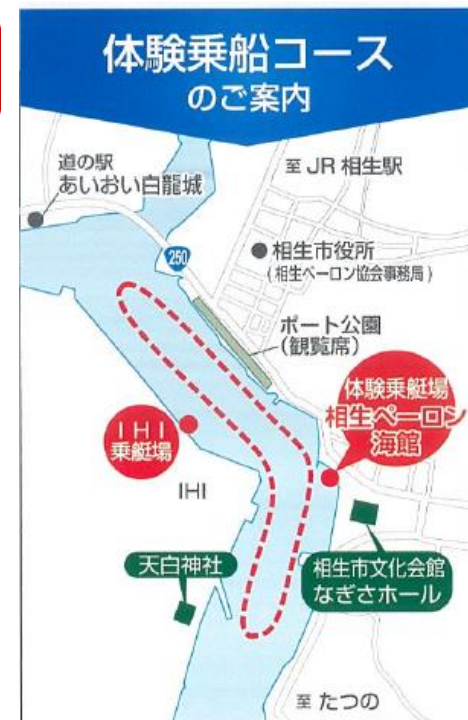 体験乗船コース
のご案内
道の駅
あいおい白龍城
至 JR 相生駅
250
相生市役所
(相生ペーロン協会事務局)
ポート公園
(観覧席)
体験乗艇場
相生ペーロン
海館
IHI
乗艇場
IHI
天白神社
相生市文化会館
なぎさホール
至 たつの